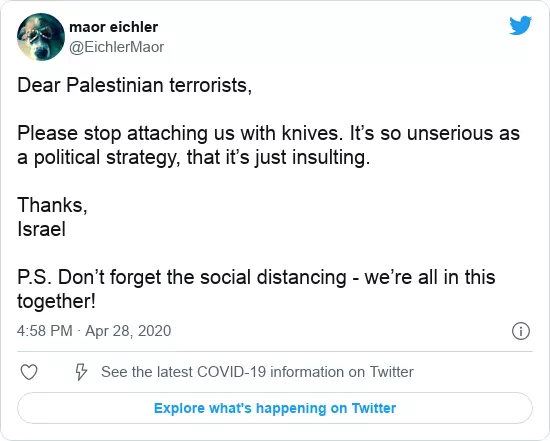 maor eichler
@EichlerMaor
Dear Palestinian terrorists,
Please stop attaching us with knives. It’s so unserious as
a political strategy, that it’s just insulting.
Thanks,
Israel
P.S. Don’t forget the social distancing - we’re all in this
together!
4:58 PM · Apr 28, 2020
See the latest COVID-19 information on Twitter
Explore what's happening on Twitter